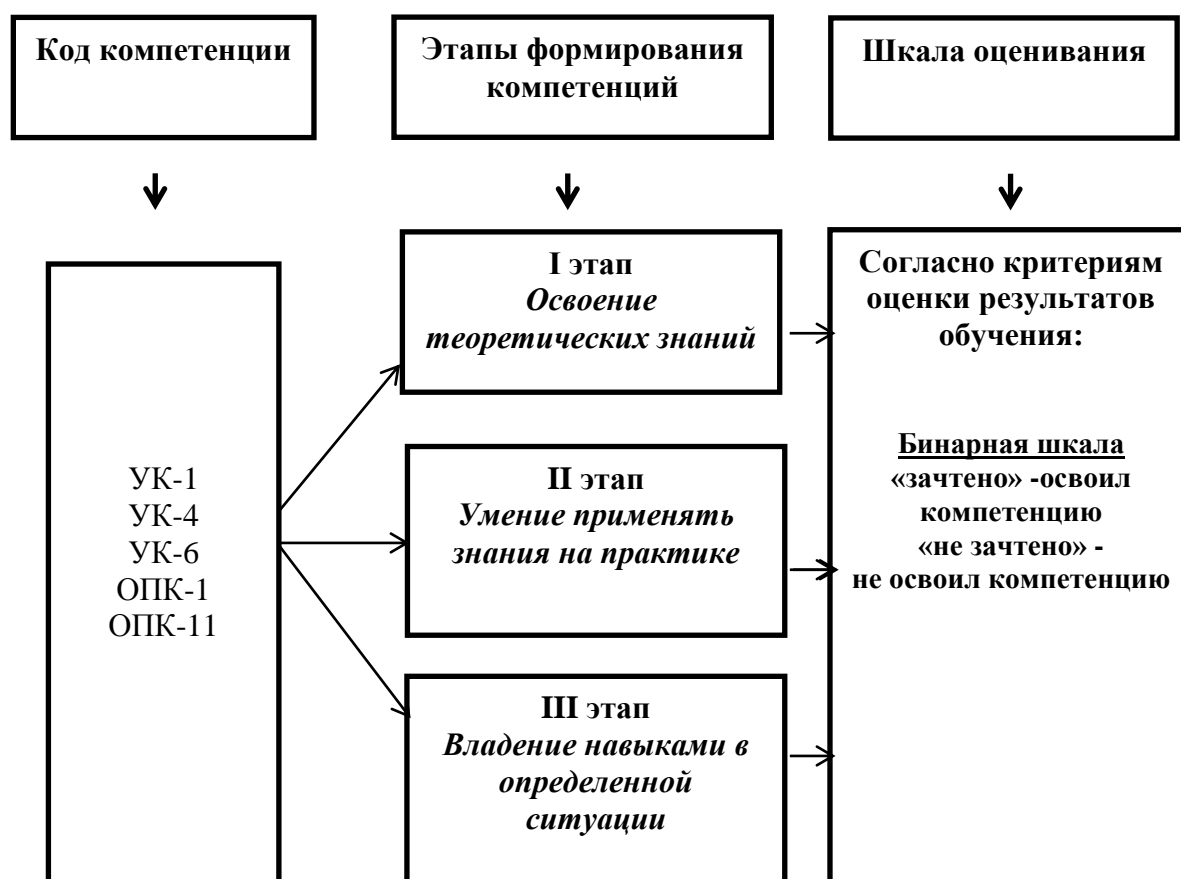 Код компетенции
Этапы формирования
компетенций
Шкала оценивания
УК-1
УК-4
УК-6
ОПК-1
ОПК-11
I этап
Освоение
теоретических знаний
II этап
Умение применять
знания на практике
III этап
Владение навыками в
определенной
ситуации
Согласно критериям
оценки результатов
обучения:
Бинарная шкала
«зачтено» -освоил
компетенцию
«не зачтено» -
не освоил компетенцию